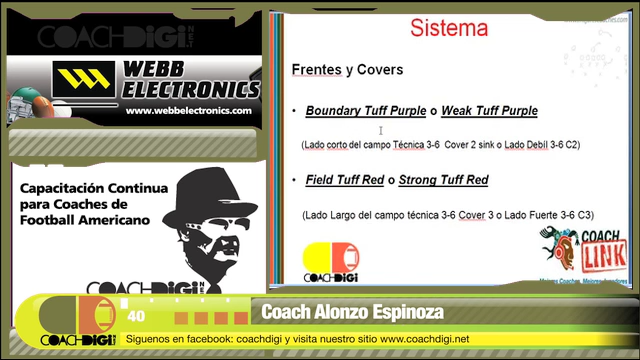 COACHDiGi.NET
WEBB
ELECTRONICS
www.webbelectronics.com
Capacitación Continua
para Coaches de
Football Americano
COACHDiGi.NET
Sistema
Frentes y Covers
• Boundary Tuff Purple o Weak Tuff Purple
(Lado corto del campo Técnica 3-6 Cover 2 sink o Lado Debil 3-6 C2)
• Field Tuff Red o Strong Tuff Red
(Lado Largo del campo técnica 3-6 Cover 3 o Lado Fuerte 3-6 C3)
COACHDiGi
COACH
LINK
COACHDiGi
40
Coach Alonzo Espinoza
Siguenos en facebook: coachdigi y visita nuestro sitio www.coachdigi.net